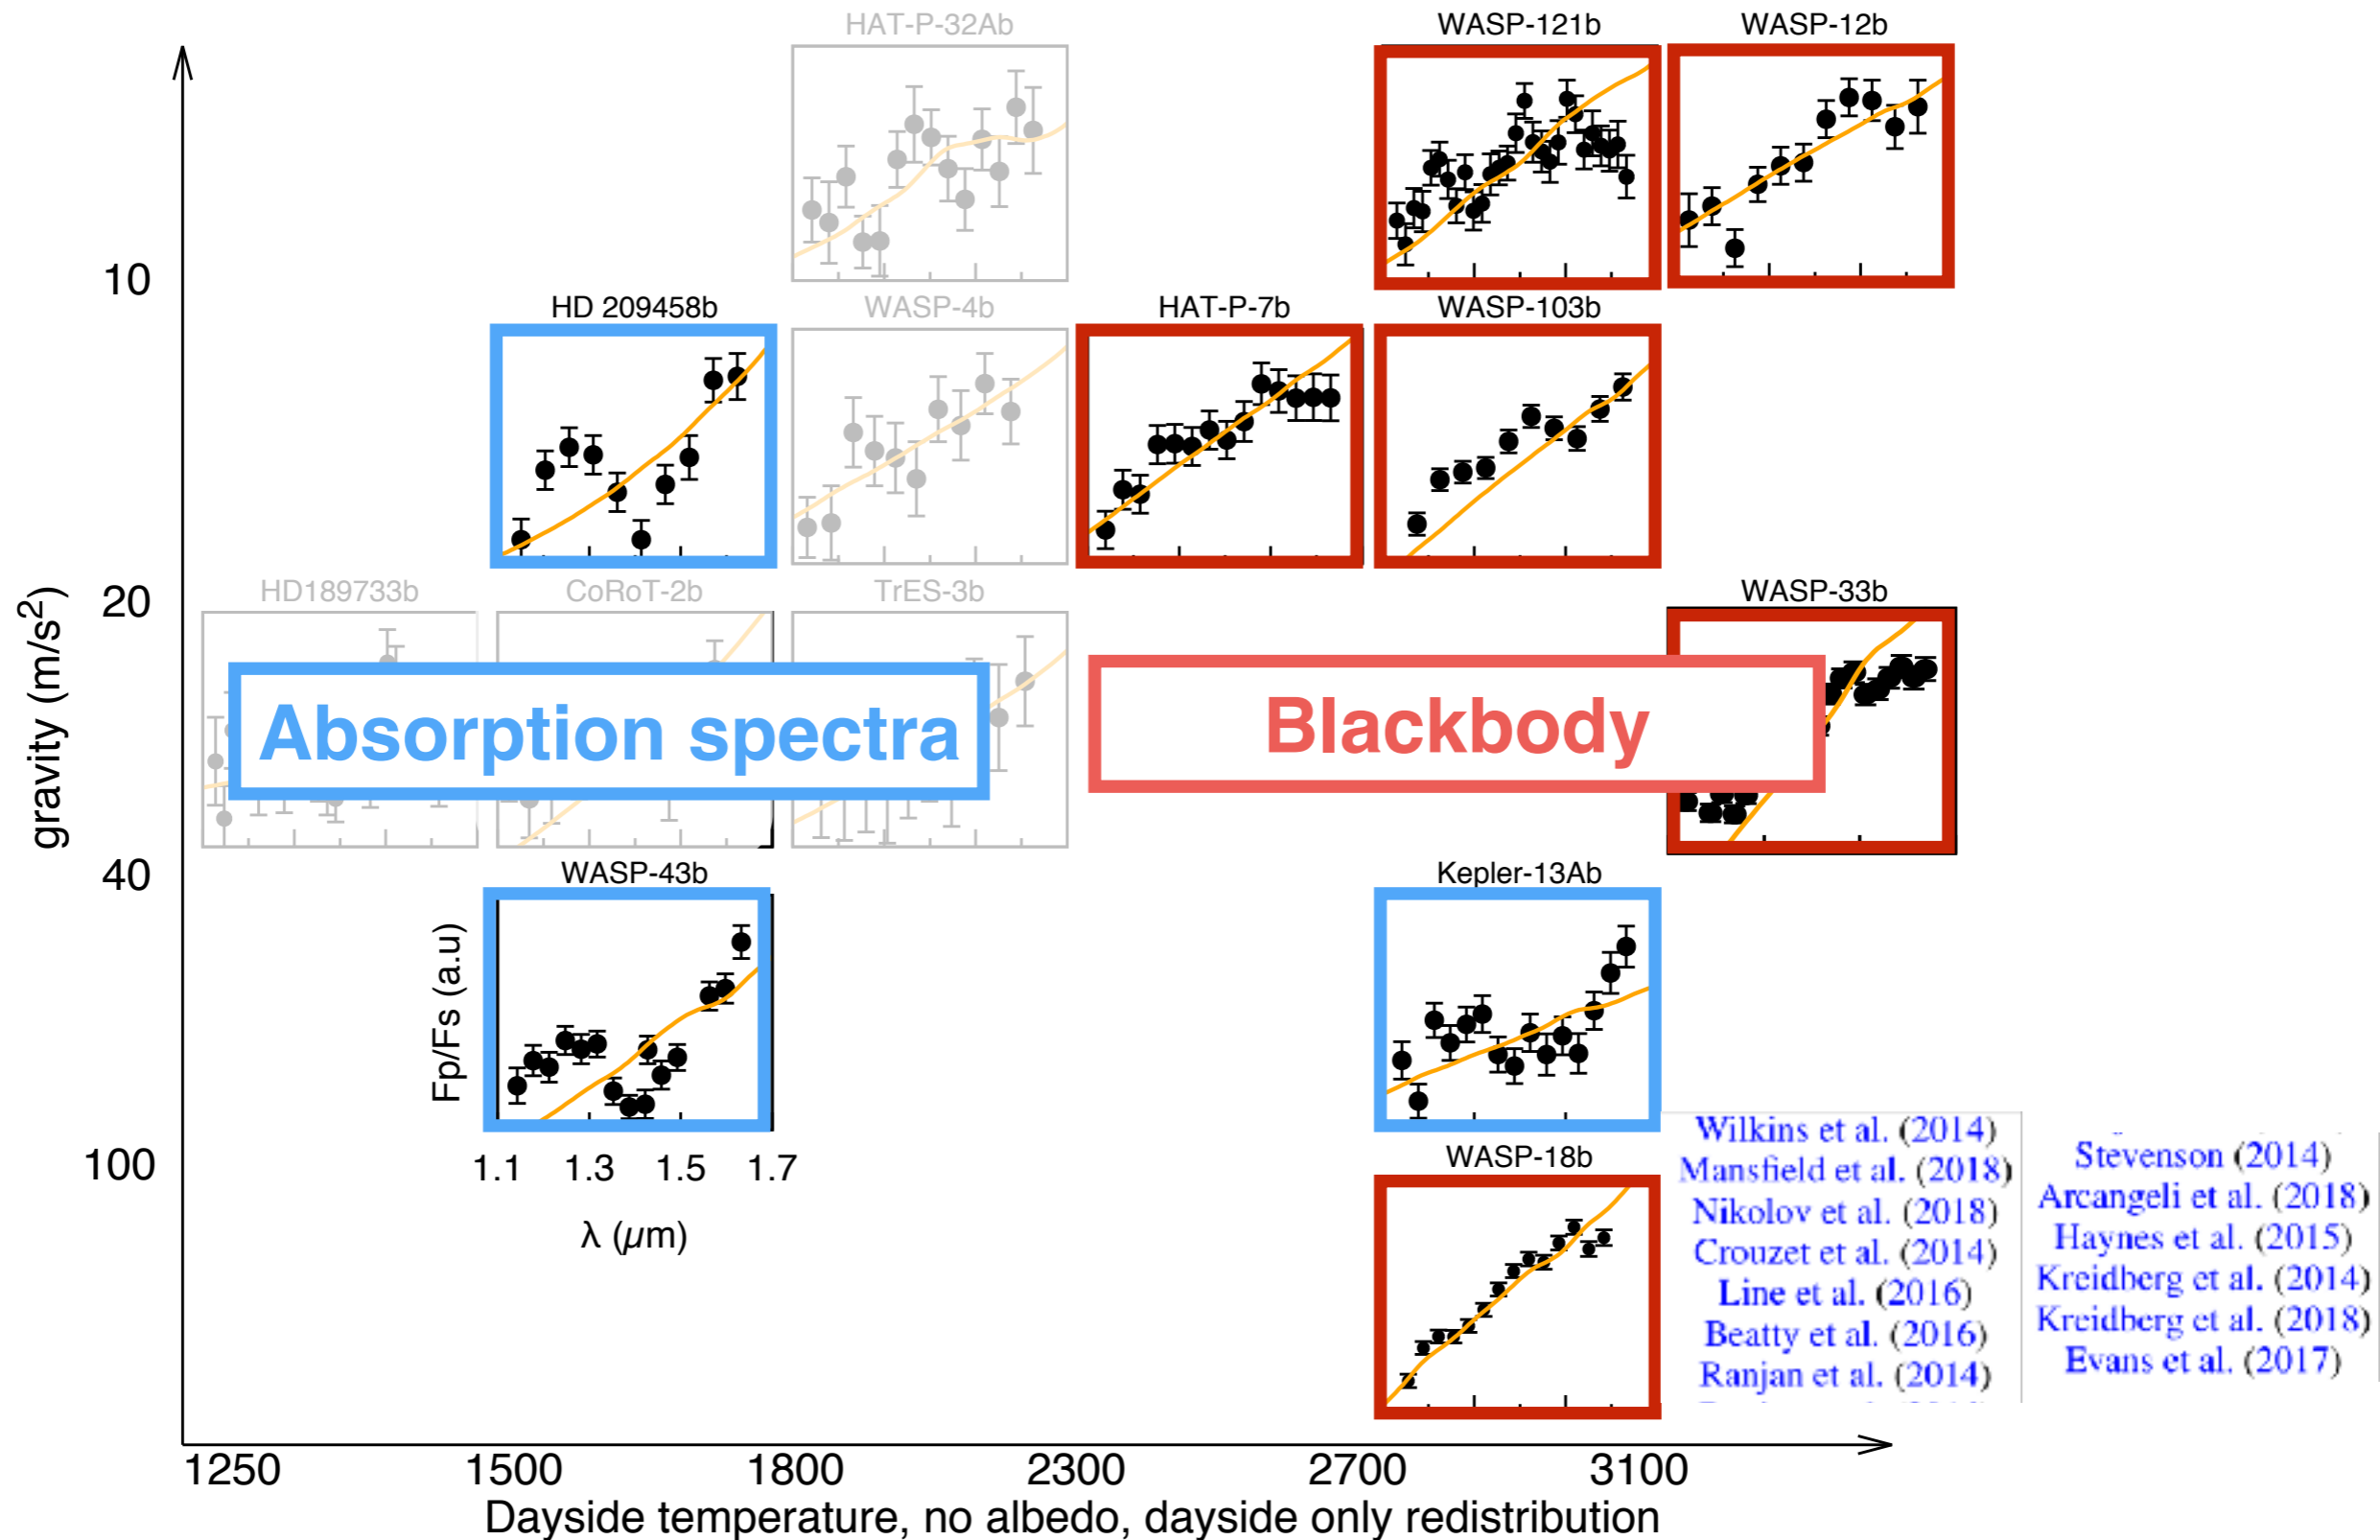 HAT-P-32Ab
WASP-121b
WASP-12b
10
HD 209458b
WASP-4b
HAT-P-7b
WASP-103b
20
HD189733b
CoRoT-2b
TrES-3b
WASP-33b
gravity (m/s²)
Absorption spectra
Blackbody
40
WASP-43b
Kepler-13Ab
Fp/Fs (a.u)
100
1.1 1.3 1.5 1.7
λ (μm)
WASP-18b
Wilkins et al. (2014)
Mansfield et al. (2018)
Nikolov et al. (2018)
Crouzet et al. (2014)
Line et al. (2016)
Beatty et al. (2016)
Ranjan et al. (2014)
Stevenson (2014)
Arcangeli et al. (2018)
Haynes et al. (2015)
Kreidberg et al. (2014)
Kreidberg et al. (2018)
Evans et al. (2017)
1250 1500 1800 2300 2700 3100
Dayside temperature, no albedo, dayside only redistribution